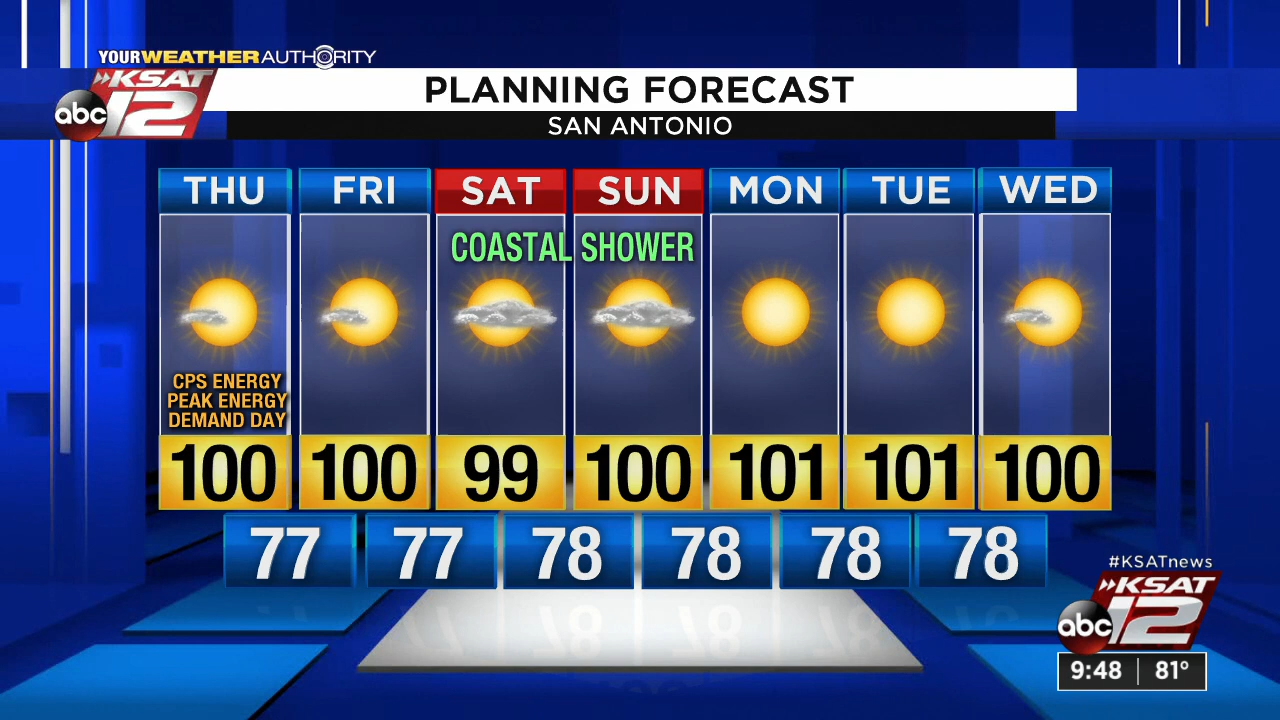 YOURWEATHERAUTHORITY
KSAT
abc 12
PLANNING FORECAST
SAN ANTONIO
THU FRI SAT SUN MON TUE WED
COASTAL SHOWER
CPS ENERGY
PEAK ENERGY
DEMAND DAY
100 100 99 100 101 101 100
77 77 78 78 78 78
#KSATnews
KSAT
abc 12
9:48 81°